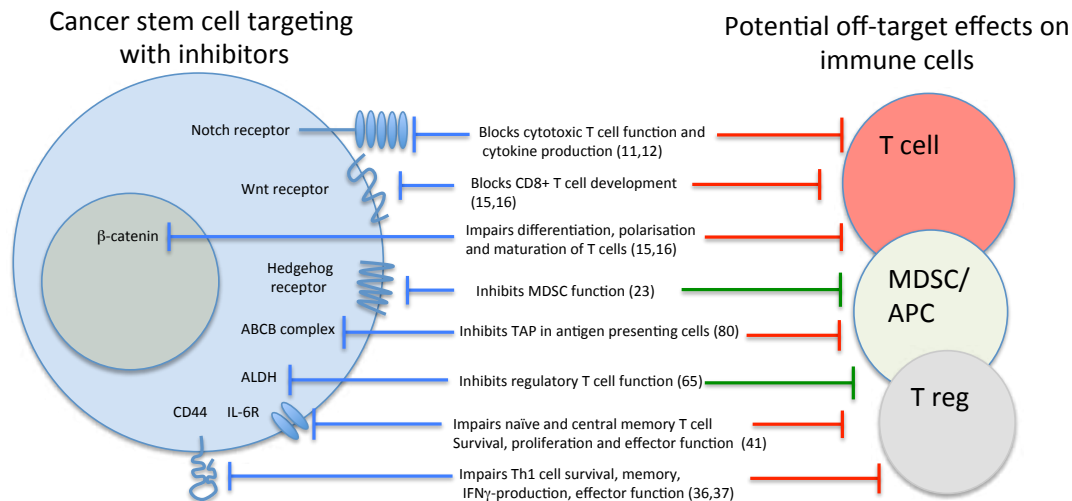 Cancer stem cell targeting
with inhibitors
Potential off-target effects on
immune cells
Notch receptor
Blocks cytotoxic T cell function and
cytokine production (11,12)
T cell
Wnt receptor
Blocks CD8+ T cell development
(15,16)
β-catenin
Impairs differentiation, polarisation
and maturation of T cells (15,16)
Hedgehog
receptor
Inhibits MDSC function (23)
MDSC/
APC
ABCB complex
Inhibits TAP in antigen presenting cells (80)
ALDH
Inhibits regulatory T cell function (65)
T reg
CD44
IL-6R
Impairs naïve and central memory T cell
Survival, proliferation and effector function (41)
Impairs Th1 cell survival, memory,
IFNγ-production, effector function (36,37)